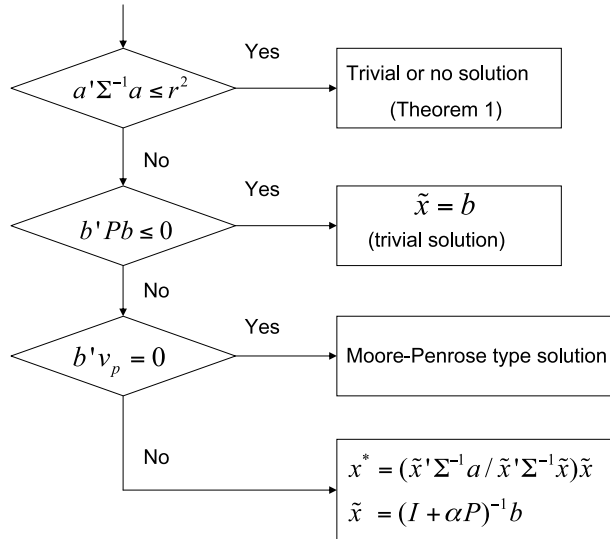 Yes
a'Σ⁻¹a ≤ r²
Trivial or no solution
(Theorem 1)
No
Yes
b'Pb ≤ 0
x̃ = b
(trivial solution)
No
Yes
b'vₚ = 0
Moore-Penrose type solution
No
x* = (x̃'Σ⁻¹a / x̃'Σ⁻¹x̃)x̃
x̃ = (I + αP)⁻¹b